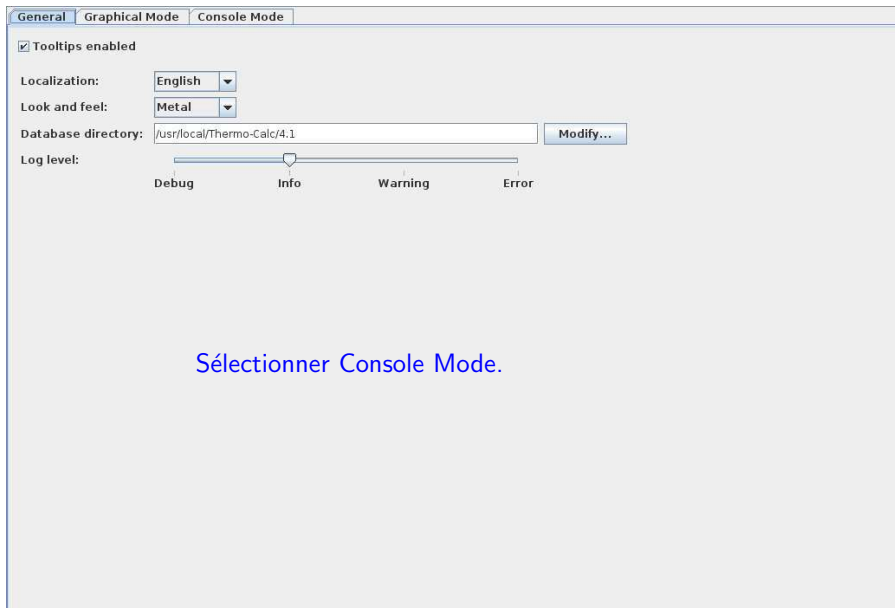 General Graphical Mode Console Mode
Tooltips enabled
Localization: English
Look and feel: Metal
Database directory: /usr/local/Thermo-Calc/4.1 Modify...
Log level:
Debug Info Warning Error
Sélectionner Console Mode.